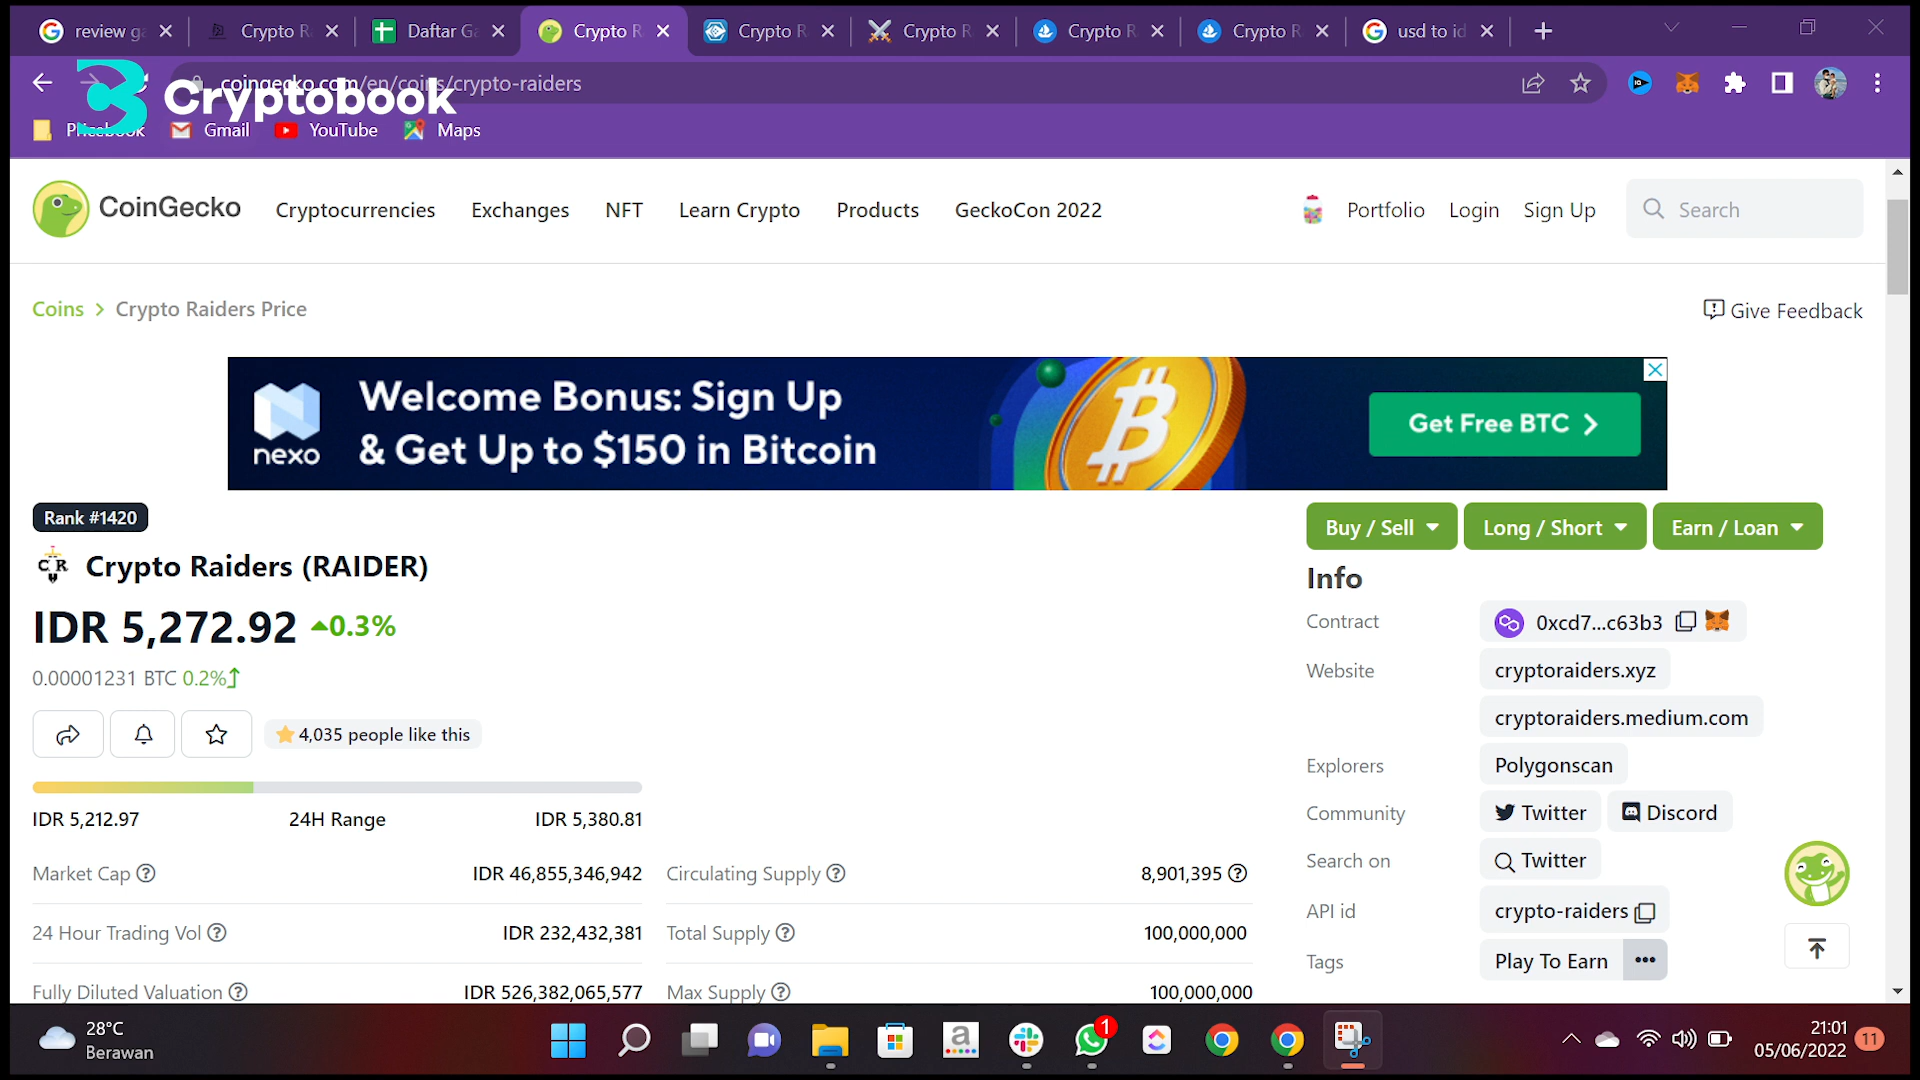 review ga
Crypto Ra
Daftar Ga
Crypto R
Crypto R
Crypto R
Crypto R
Crypto R
usd to id
coingecko.com/en/coins/crypto-raiders
Cryptobook
Pricebook
Gmail
YouTube
Maps
CoinGecko
Cryptocurrencies
Exchanges
NFT
Learn Crypto
Products
GeckoCon 2022
Portfolio
Login
Sign Up
Search
Coins > Crypto Raiders Price
Give Feedback
nexo
Welcome Bonus: Sign Up
& Get Up to $150 in Bitcoin
Get Free BTC
Rank #1420
Buy / Sell
Long / Short
Earn / Loan
Crypto Raiders (RAIDER)
IDR 5,272.92 0.3%
0.00001231 BTC 0.2%
4,035 people like this
IDR 5,212.97 24H Range IDR 5,380.81
Market Cap IDR 46,855,346,942
Circulating Supply 8,901,395
24 Hour Trading Vol IDR 232,432,381
Total Supply 100,000,000
Fully Diluted Valuation IDR 526,382,065,577
Max Supply 100,000,000
Info
Contract 0xcd7...c63b3
Website cryptoraiders.xyz
cryptoraiders.medium.com
Explorers Polygonscan
Community Twitter Discord
Search on Twitter
API id crypto-raiders
Tags Play To Earn •••
28°C
Berawan
1
21:01
05/06/2022
11